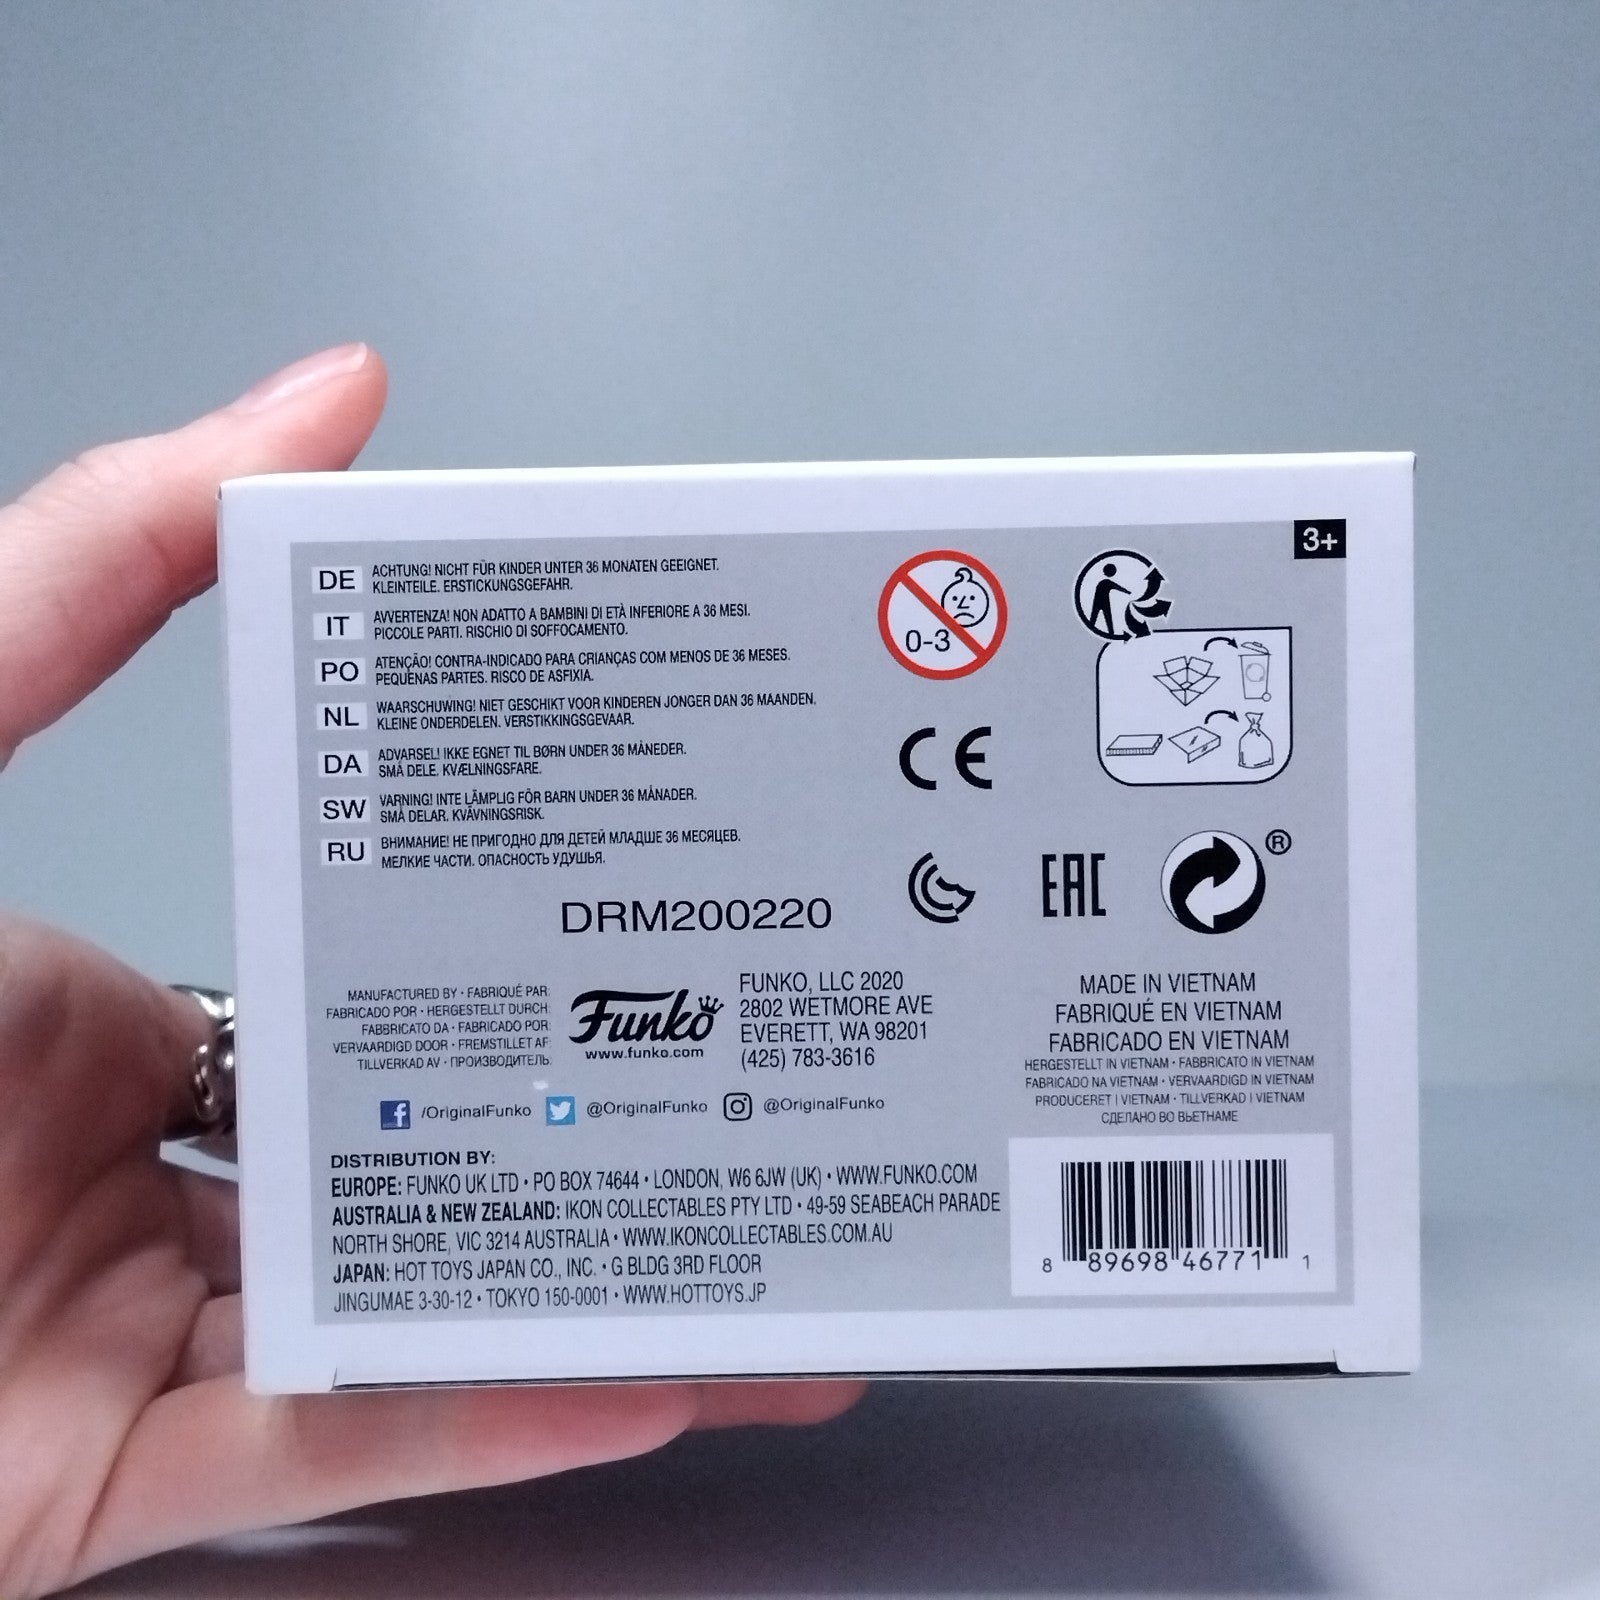 3+
DE ACHTUNG! NICHT FÜR KINDER UNTER 36 MONATEN GEEIGNET.
KLEINTEILE. ERSTICKUNGSGEFAHR.
IT AVVERTENZA! NON ADATTO A BAMBINI DI ETÀ INFERIORE A 36 MESI.
PICCOLE PARTI. RISCHIO DI SOFFOCAMENTO.
PO ATENÇÃO! CONTRA-INDICADO PARA CRIANÇAS COM MENOS DE 36 MESES.
PEQUENAS PARTES. RISCO DE ASFIXIA.
NL WAARSCHUWING! NIET GESCHIKT VOOR KINDEREN JONGER DAN 36 MAANDEN.
KLEINE ONDERDELEN. VERSTIKKINGSGEVAAR.
DA ADVARSEL! IKKE EGNET TIL BØRN UNDER 36 MÅNEDER.
SMÅ DELE. KVÆLNINGSFARE.
SW VARNING! INTE LÄMPLIG FÖR BARN UNDER 36 MÅNADER.
SMÅ DELAR. KVÄVNINGSRISK.
RU ВНИМАНИЕ! НЕ ПРИГОДНО ДЛЯ ДЕТЕЙ МЛАДШЕ 36 МЕСЯЦЕВ.
МЕЛКИЕ ЧАСТИ. ОПАСНОСТЬ УДУШЬЯ.
0-3
CE
EAC
®
DRM200220
MANUFACTURED BY • FABRIQUÉ PAR:
FABRICADO POR • HERGESTELLT DURCH:
FABBRICATO DA • FABRICADO POR:
VERVAARDIGD DOOR • FREMSTILLET AF:
TILLVERKAD AV • ПРОИЗВОДИТЕЛЬ:
Funko
www.funko.com
FUNKO, LLC 2020
2802 WETMORE AVE
EVERETT, WA 98201
(425) 783-3616
MADE IN VIETNAM
FABRIQUÉ EN VIETNAM
FABRICADO EN VIETNAM
HERGESTELLT IN VIETNAM • FABBRICATO IN VIETNAM
FABRICADO NA VIETNAM • VERVAARDIGD IN VIETNAM
PRODUCERET I VIETNAM • TILLVERKAD I VIETNAM
СДЕЛАНО ВО ВЬЕТНАМЕ
/OriginalFunko @OriginalFunko @OriginalFunko
DISTRIBUTION BY:
EUROPE: FUNKO UK LTD • PO BOX 74644 • LONDON, W6 6JW (UK) • WWW.FUNKO.COM
AUSTRALIA & NEW ZEALAND: IKON COLLECTABLES PTY LTD • 49-59 SEABEACH PARADE
NORTH SHORE, VIC 3214 AUSTRALIA • WWW.IKONCOLLECTABLES.COM.AU
JAPAN: HOT TOYS JAPAN CO., INC. • G BLDG 3RD FLOOR
JINGUMAE 3-30-12 • TOKYO 150-0001 • WWW.HOTTOYS.JP
8 89698 46771 1